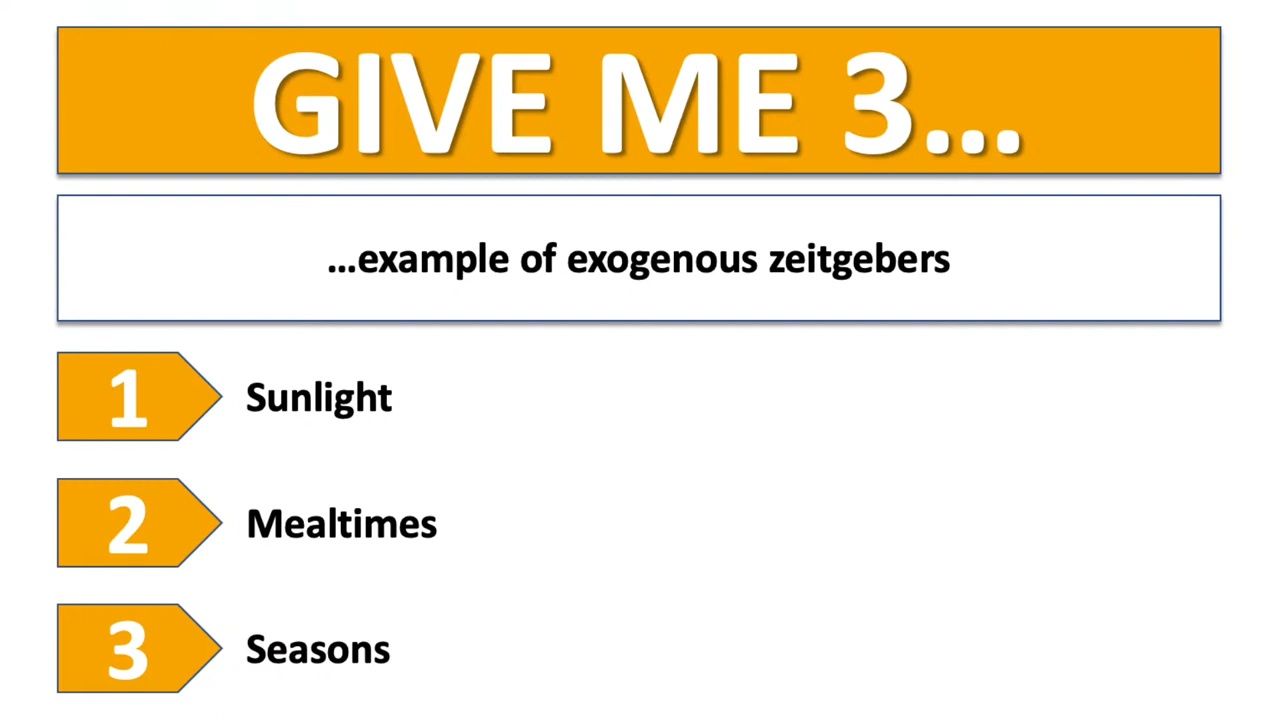 GIVE ME 3...
...example of exogenous zeitgebers
1 Sunlight
2 Mealtimes
3 Seasons